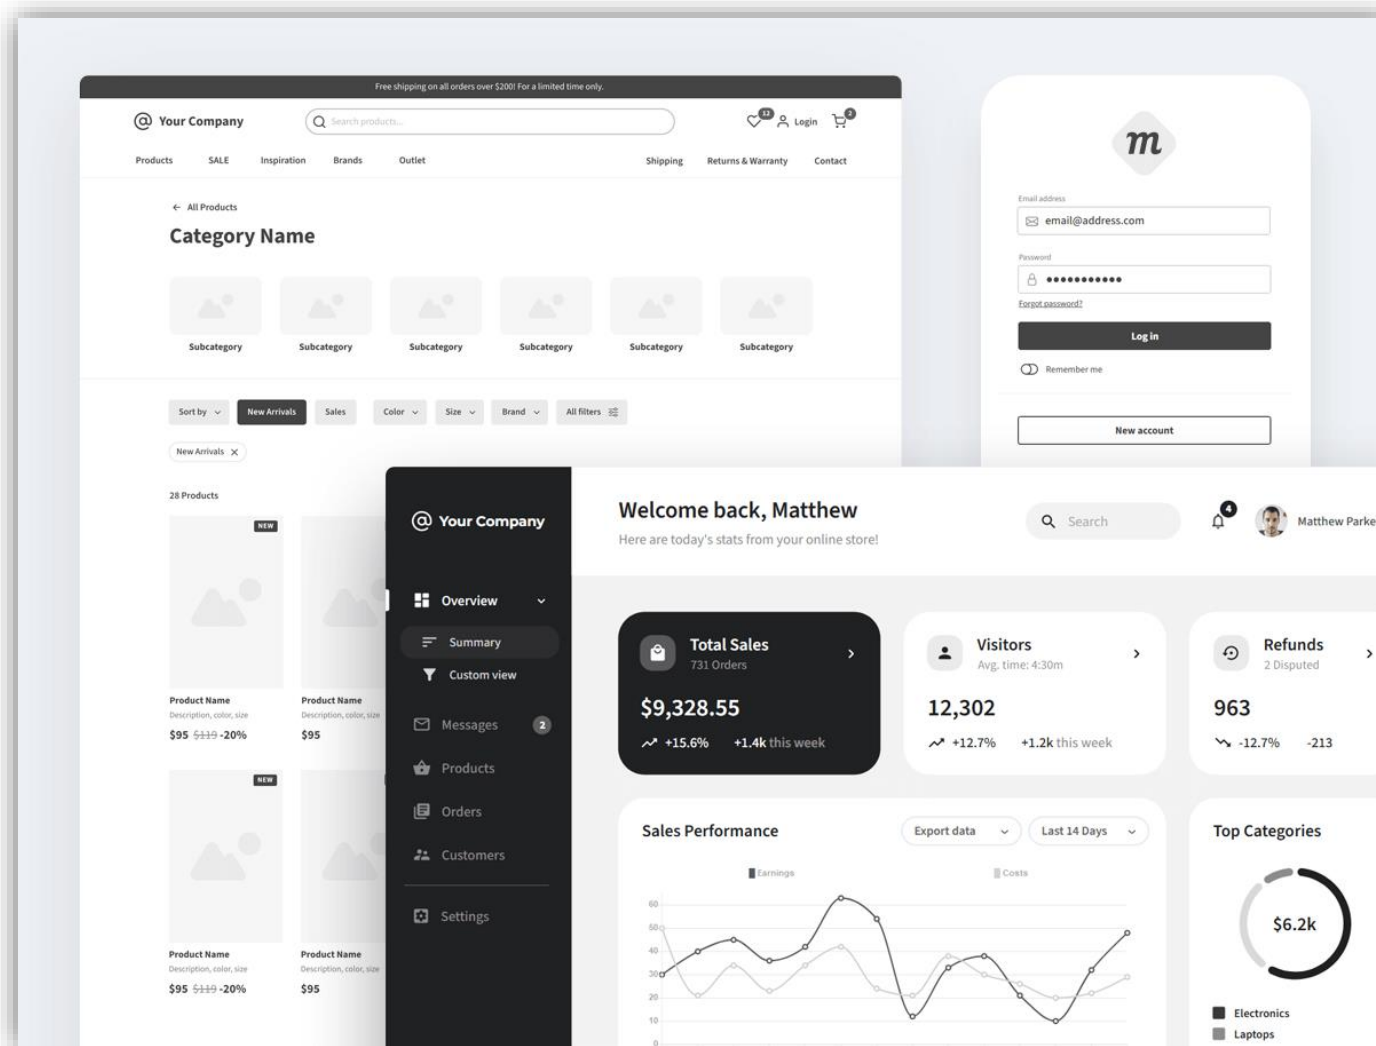 Free shipping on all orders over $200! For a limited time only.
@ Your Company
Search products...
12
Login
2
Products SALE Inspiration Brands Outlet
Shipping Returns & Warranty Contact
← All Products
Category Name
Subcategory Subcategory Subcategory Subcategory Subcategory Subcategory
Sort by New Arrivals Sales Color Size Brand All filters
New Arrivals X
28 Products
NEW
Product Name
Description, color, size
$95 $119 -20%
Product Name
Description, color, size
$95
NEW
Product Name
Description, color, size
$95 $119 -20%
Product Name
Description, color, size
$95
m
Email address
email@address.com
Password
Forgot password?
Log in
Remember me
New account
@ Your Company
Overview
Summary
Custom view
Messages 2
Products
Orders
Customers
Settings
Welcome back, Matthew
Here are today's stats from your online store!
Search
4
Matthew Parke
Total Sales
731 Orders
$9,328.55
+15.6% +1.4k this week
Visitors
Avg. time: 4:30m
12,302
+12.7% +1.2k this week
Refunds
2 Disputed
963
-12.7% -213
Sales Performance
Export data
Last 14 Days
Earnings Costs
60
50
40
30
20
10
0
Top Categories
$6.2k
Electronics
Laptops